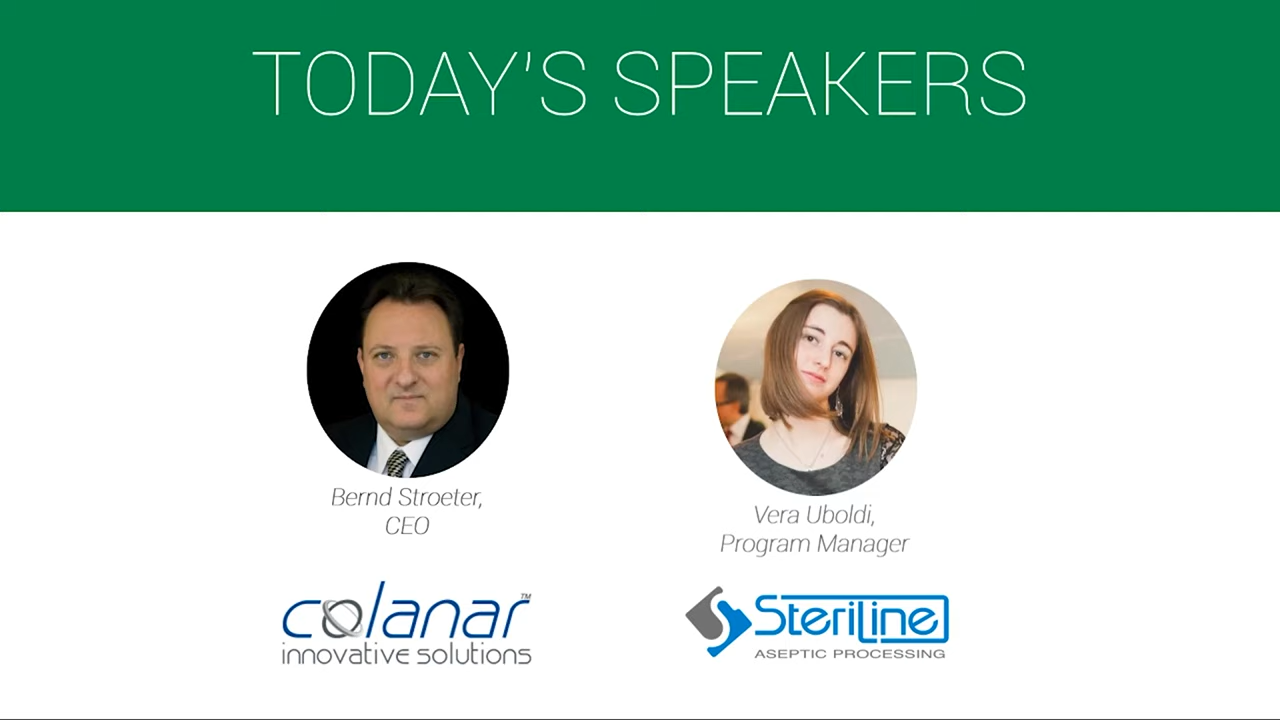 TODAY'S SPEAKERS
Bernd Stroeter,
CEO
Vera Uboldi,
Program Manager
colanar™
innovative solutions
SteriLine
ASEPTIC PROCESSING